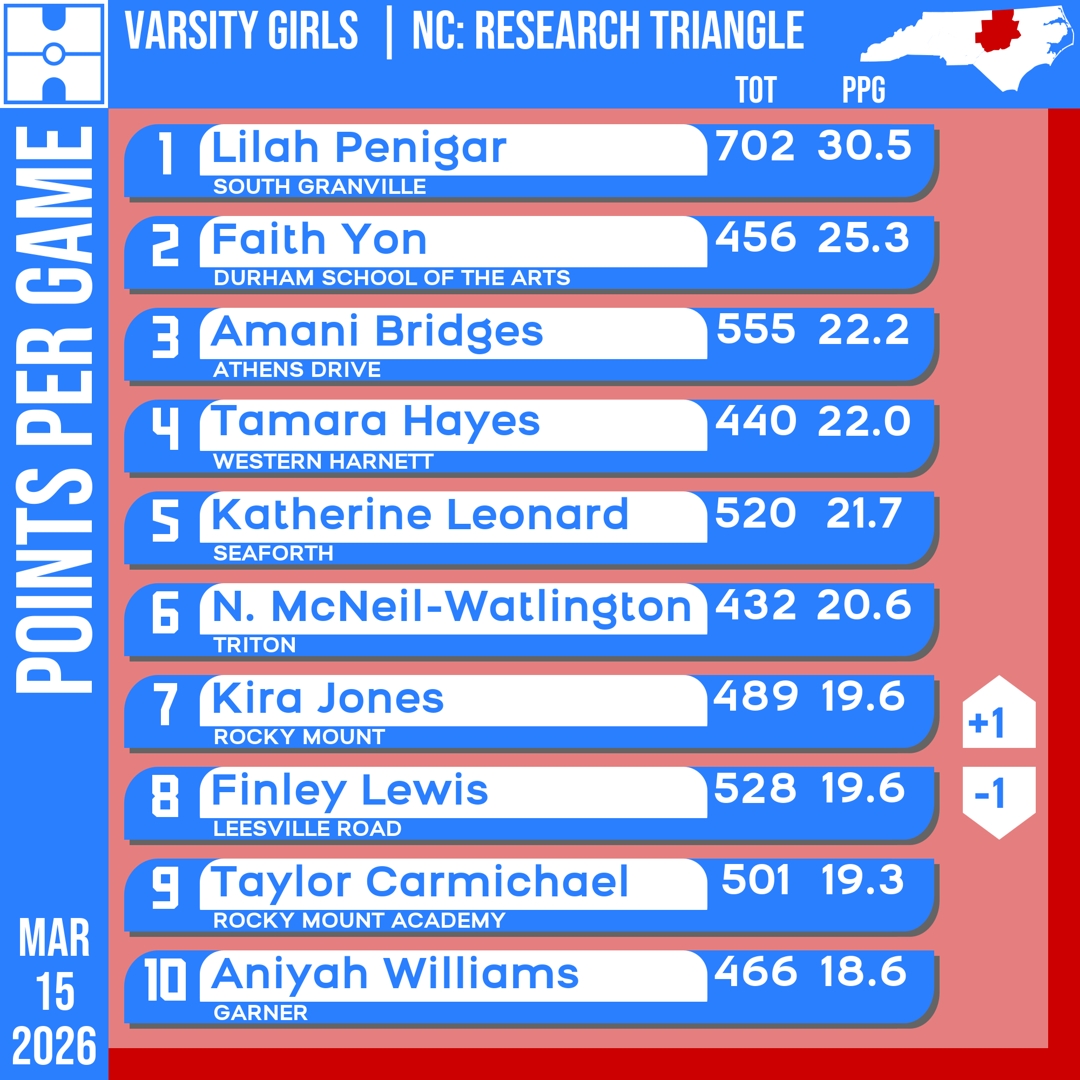 VARSITY GIRLS | NC: RESEARCH TRIANGLE
TOT PPG
POINTS PER GAME
1 Lilah Penigar 702 30.5
SOUTH GRANVILLE
2 Faith Yon 456 25.3
DURHAM SCHOOL OF THE ARTS
3 Amani Bridges 555 22.2
ATHENS DRIVE
4 Tamara Hayes 440 22.0
WESTERN HARNETT
5 Katherine Leonard 520 21.7
SEAFORTH
6 N. McNeil-Watlington 432 20.6
TRITON
7 Kira Jones 489 19.6 +1
ROCKY MOUNT
8 Finley Lewis 528 19.6 -1
LEESVILLE ROAD
9 Taylor Carmichael 501 19.3
ROCKY MOUNT ACADEMY
10 Aniyah Williams 466 18.6
GARNER
MAR
15
2026